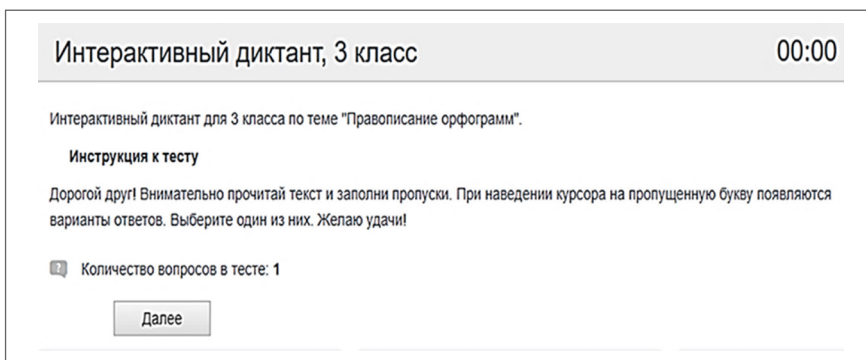 Интерактивный диктант, 3 класс
00:00
Интерактивный диктант для 3 класса по теме "Правописание орфограмм".
Инструкция к тесту
Дорогой друг! Внимательно прочитай текст и заполни пропуски. При наведении курсора на пропущенную букву появляются
варианты ответов. Выберите один из них. Желаю удачи!
Количество вопросов в тесте: 1
Далее